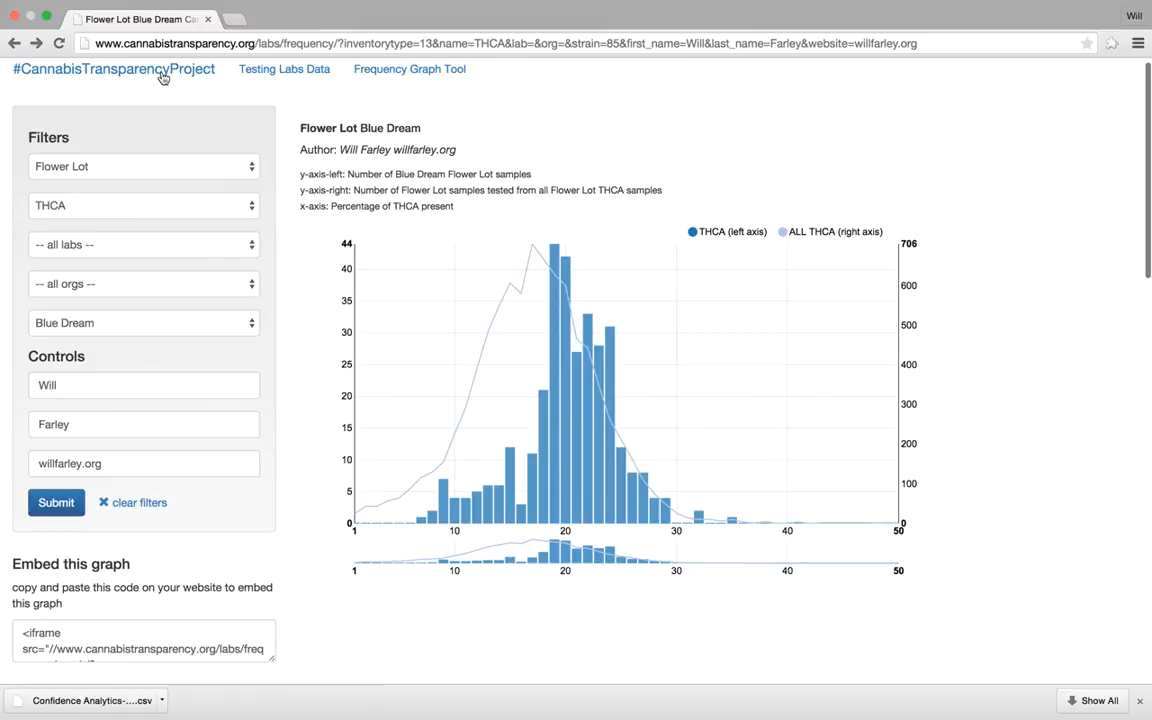 Flower Lot Blue Dream Ca
Will
www.cannabistransparency.org/labs/frequency/?inventorytype=13&name=THCA&lab=&org=&strain=85&first_name=Will&last_name=Farley&website=willfarley.org
#CannabisTransparencyProject Testing Labs Data Frequency Graph Tool
Filters
Flower Lot
THCA
-- all labs --
-- all orgs --
Blue Dream
Controls
Will
Farley
willfarley.org
Submit clear filters
Embed this graph
copy and paste this code on your website to embed
this graph
<iframe
src="//www.cannabistransparency.org/labs/freq
Flower Lot Blue Dream
Author: Will Farley willfarley.org
y-axis-left: Number of Blue Dream Flower Lot samples
y-axis-right: Number of Flower Lot samples tested from all Flower Lot THCA samples
x-axis: Percentage of THCA present
THCA (left axis) ALL THCA (right axis)
44 706
40
600
35
500
30
25
400
20
300
15
200
10
100
5
0 0
1 10 20 30 40 50
1 10 20 30 40 50
Confidence Analytics-....csv Show All